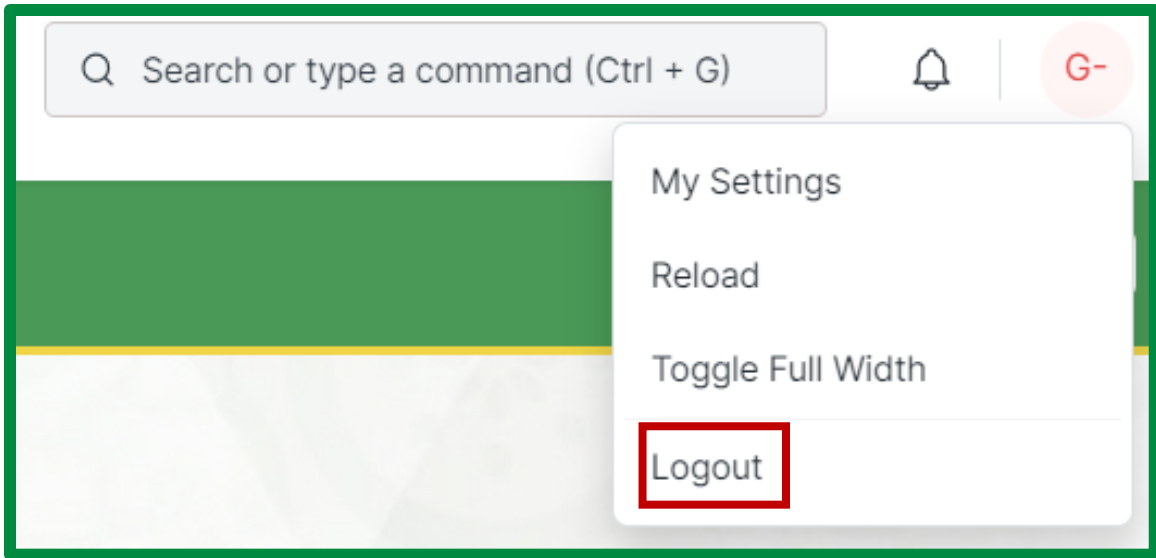 Search or type a command (Ctrl + G)
G-
My Settings
Reload
Toggle Full Width
Logout